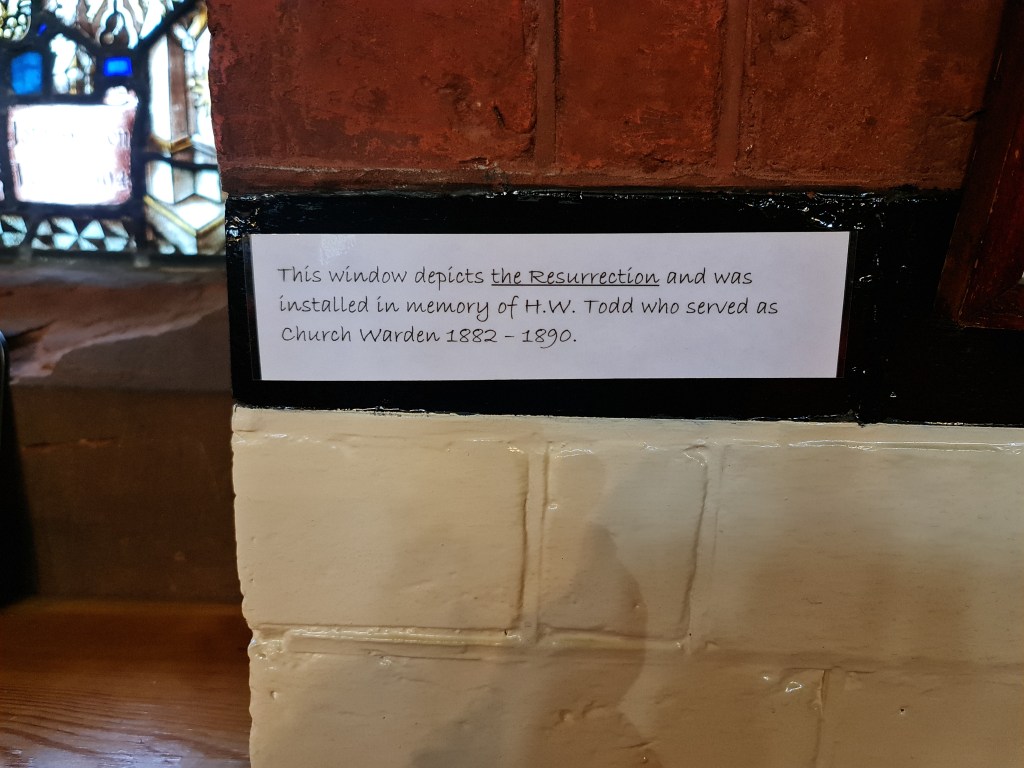 This window depicts the Resurrection and was
installed in memory of H.W. Todd who served as
Church Warden 1882 – 1890.